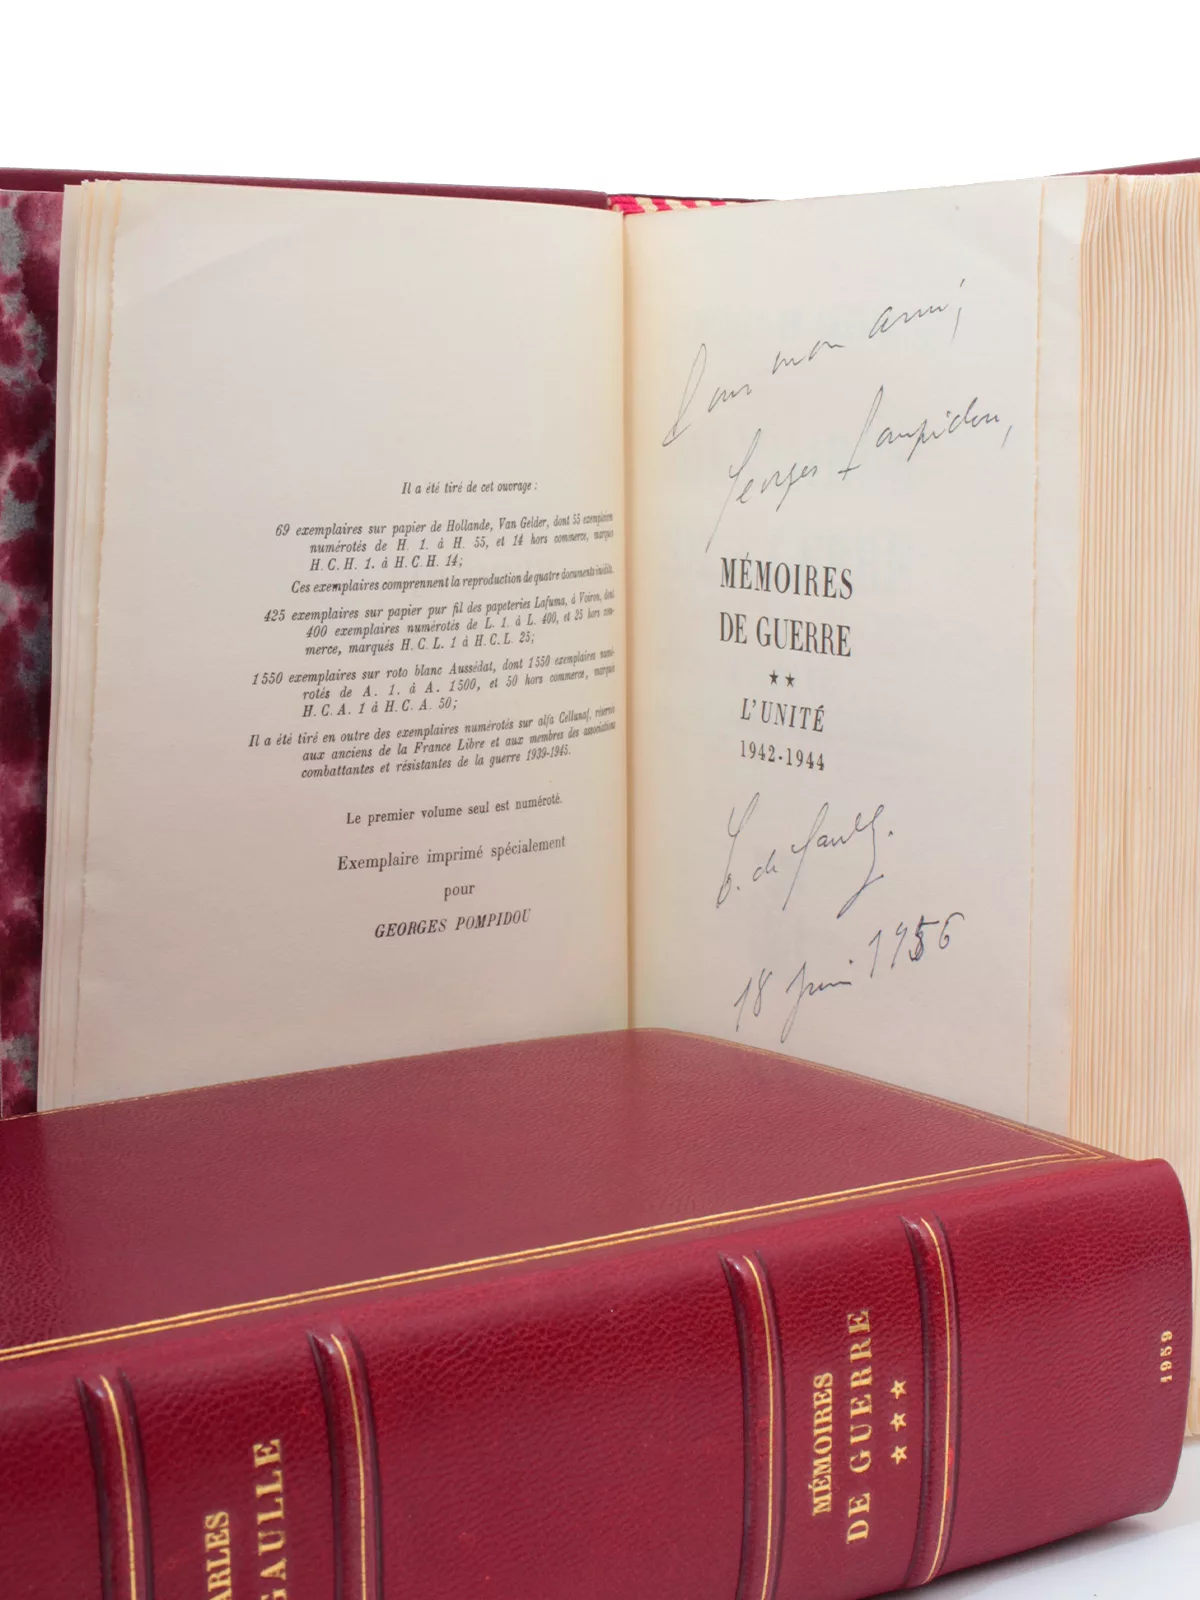 Il a été tiré de cet ouvrage :
69 exemplaires sur papier de Hollande, Van Gelder, dont 55 exemplaires
numérotés de H. 1. à H. 55, et 14 hors commerce, marqués
H.C.H. 1. à H.C.H. 14;
Ces exemplaires comprennent la reproduction de quatre documents inédits.
425 exemplaires sur papier pur fil des papeteries Lafuma, à Voiron, dont
400 exemplaires numérotés de L. 1. à L. 400, et 25 hors com-
merce, marqués H.C.L. 1 à H.C.L. 25;
1550 exemplaires sur roto blanc Aussédat, dont 1550 exemplaires numé-
rotés de A. 1. à A. 1500, et 50 hors commerce, marqués
H.C.A. 1 à H.C.A. 50;
Il a été tiré en outre des exemplaires numérotés sur alfa Cellunaf, réservés
aux anciens de la France Libre et aux membres des associations
combattantes et résistantes de la guerre 1939-1945.
Le premier volume seul est numéroté.
Exemplaire imprimé spécialement
pour
GEORGES POMPIDOU
Pour mon ami,
Georges Pompidou,
MÉMOIRES
DE GUERRE
★★
L'UNITÉ
1942-1944
C. de Gaulle.
18 juin 1956
ARLES
GAULLE
MÉMOIRES
DE GUERRE
★★★
1959